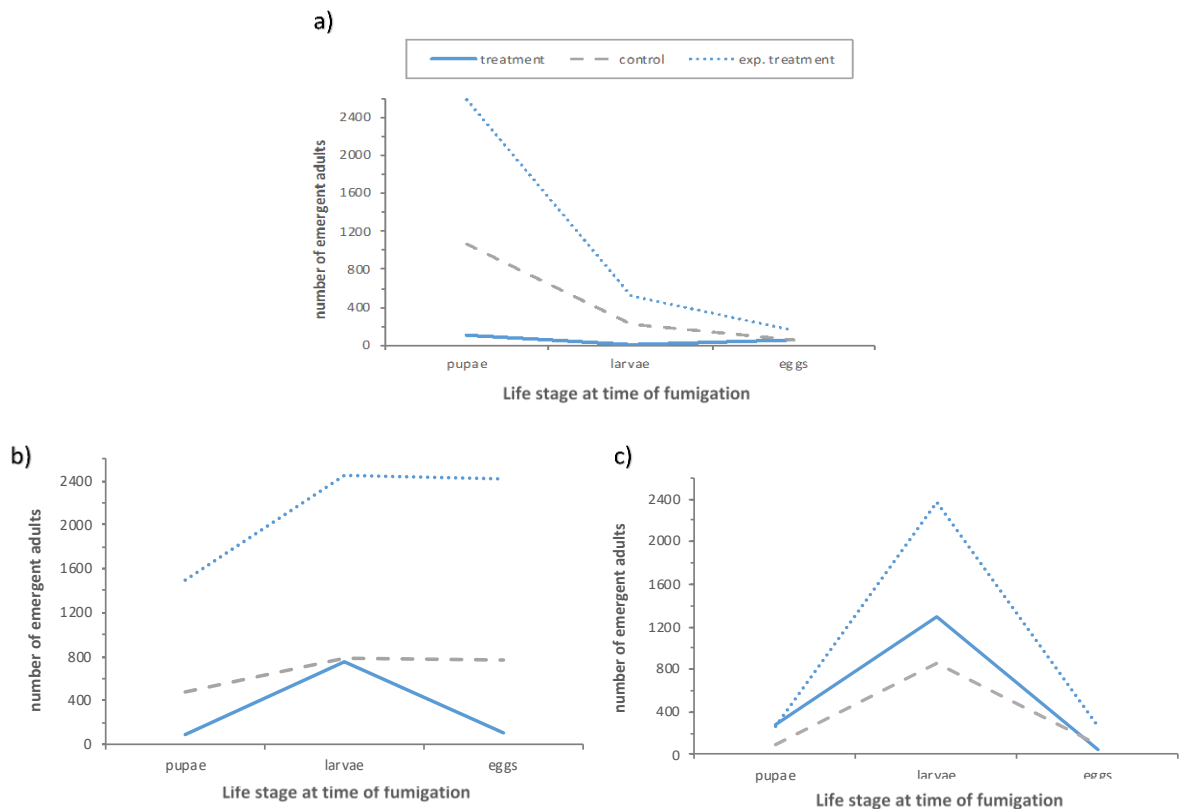 a)
treatment control exp. treatment
number of emergent adults
2400
2000
1600
1200
800
400
0
pupae larvae eggs
Life stage at time of fumigation
b)
number of emergent adults
2400
2000
1600
1200
800
400
0
pupae larvae eggs
Life stage at time of fumigation
c)
number of emergent adults
2400
2000
1600
1200
800
400
0
pupae larvae eggs
Life stage at time of fumigation